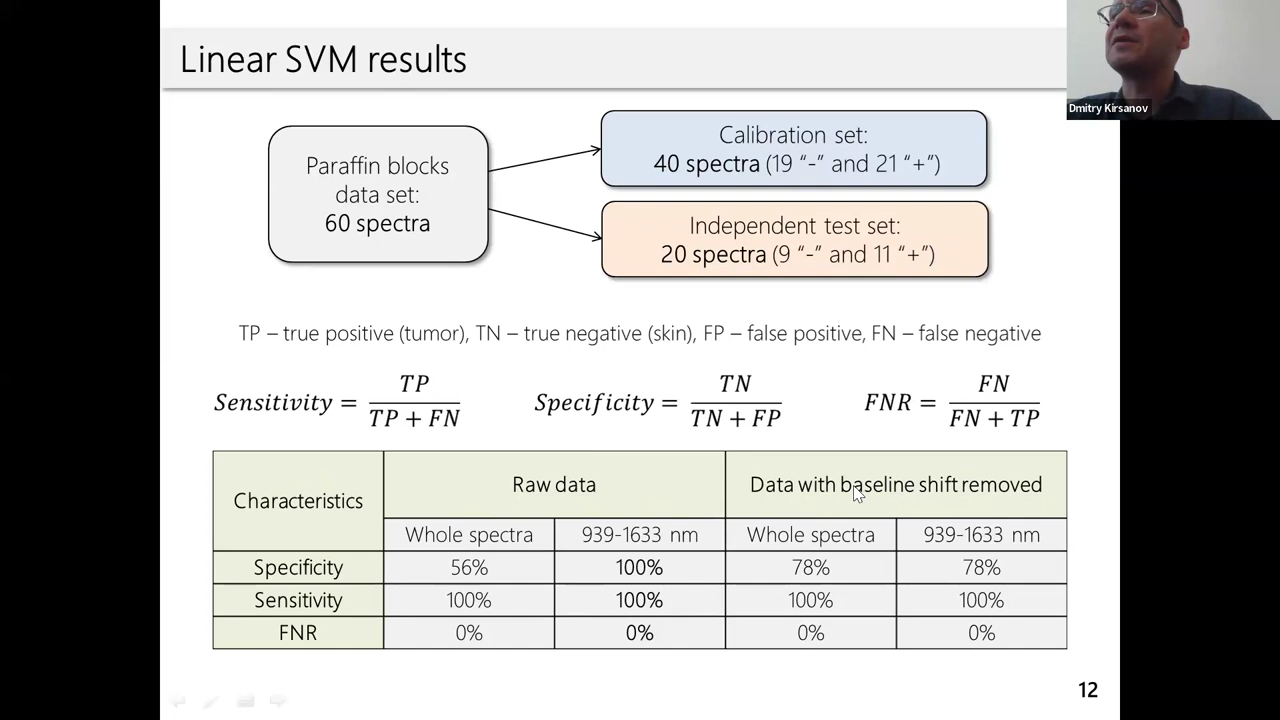 Linear SVM results
Dmitry Kirsanov
Paraffin blocks
data set:
60 spectra
Calibration set:
40 spectra (19 “-” and 21 “+”)
Independent test set:
20 spectra (9 “-” and 11 “+”)
TP – true positive (tumor), TN – true negative (skin), FP – false positive, FN – false negative
Sensitivity = TP / TP + FN
Specificity = TN / TN + FP
FNR = FN / FN + TP
Characteristics Raw data Data with baseline shift removed
Whole spectra 939-1633 nm Whole spectra 939-1633 nm
Specificity 56% 100% 78% 78%
Sensitivity 100% 100% 100% 100%
FNR 0% 0% 0% 0%
12